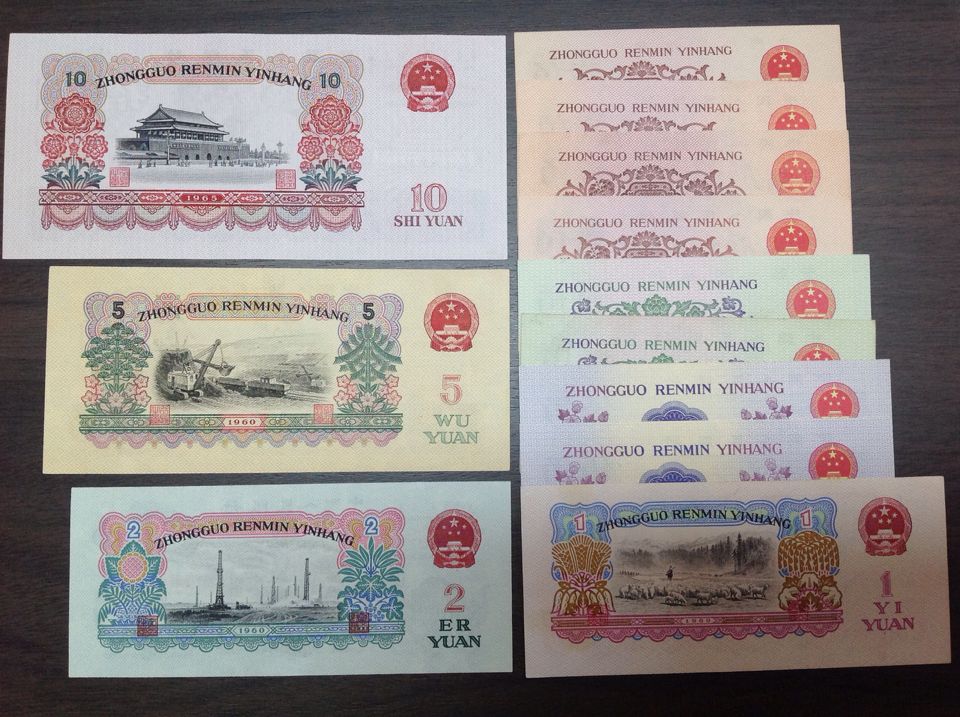 10 ZHONGGUO RENMIN YINHANG 10
1965
10
SHI YUAN
5 ZHONGGUO RENMIN YINHANG 5
1960
5
WU
YUAN
2 ZHONGGUO RENMIN YINHANG 2
1960
2
ER
YUAN
ZHONGGUO RENMIN YINHANG
ZHONGGUO RENMIN YINHANG
ZHONGGUO RENMIN YINHANG
ZHONGGUO RENMIN YINHANG
ZHONGGUO RENMIN YINHANG
ZHONGGUO RENMIN YINHANG
ZHONGGUO RENMIN YINHANG
ZHONGGUO RENMIN YINHANG
1 ZHONGGUO RENMIN YINHANG 1
1960
1
YI
YUAN